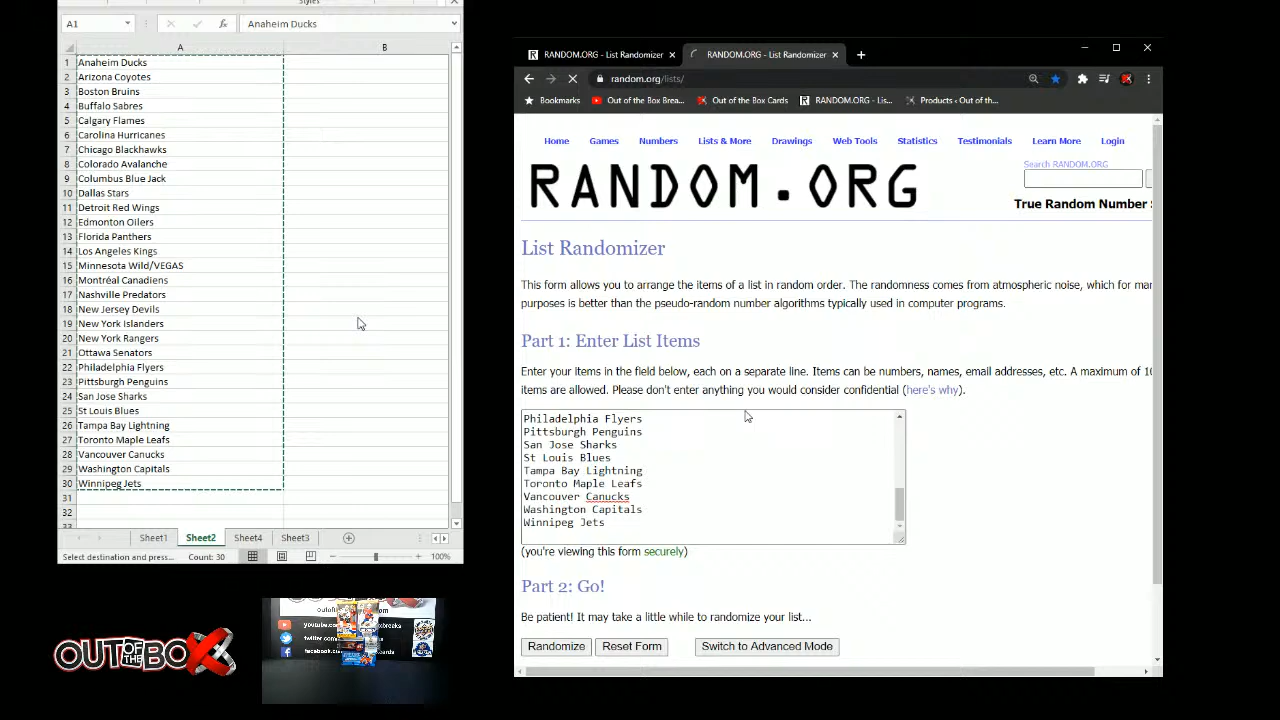 Styles
A1
fx
Anaheim Ducks
A
B
1 Anaheim Ducks
2 Arizona Coyotes
3 Boston Bruins
4 Buffalo Sabres
5 Calgary Flames
6 Carolina Hurricanes
7 Chicago Blackhawks
8 Colorado Avalanche
9 Columbus Blue Jack
10 Dallas Stars
11 Detroit Red Wings
12 Edmonton Oilers
13 Florida Panthers
14 Los Angeles Kings
15 Minnesota Wild/VEGAS
16 Montréal Canadiens
17 Nashville Predators
18 New Jersey Devils
19 New York Islanders
20 New York Rangers
21 Ottawa Senators
22 Philadelphia Flyers
23 Pittsburgh Penguins
24 San Jose Sharks
25 St Louis Blues
26 Tampa Bay Lightning
27 Toronto Maple Leafs
28 Vancouver Canucks
29 Washington Capitals
30 Winnipeg Jets
31
32
33
Sheet1 Sheet2 Sheet4 Sheet3
Select destination and press... Count: 30 100%
OUT OF THE BOX
youtube.com
twitter.com
facebook.c
RANDOM.ORG - List Randomizer
RANDOM.ORG - List Randomizer
random.org/lists/
Bookmarks
Out of the Box Brea...
Out of the Box Cards
RANDOM.ORG - Lis...
Products ‹ Out of th...
Home Games Numbers Lists & More Drawings Web Tools Statistics Testimonials Learn More Login
RANDOM.ORG
Search RANDOM.ORG
True Random Number
List Randomizer
This form allows you to arrange the items of a list in random order. The randomness comes from atmospheric noise, which for mar
purposes is better than the pseudo-random number algorithms typically used in computer programs.
Part 1: Enter List Items
Enter your items in the field below, each on a separate line. Items can be numbers, names, email addresses, etc. A maximum of 10
items are allowed. Please don't enter anything you would consider confidential (here's why).
Philadelphia Flyers
Pittsburgh Penguins
San Jose Sharks
St Louis Blues
Tampa Bay Lightning
Toronto Maple Leafs
Vancouver Canucks
Washington Capitals
Winnipeg Jets
(you're viewing this form securely)
Part 2: Go!
Be patient! It may take a little while to randomize your list...
Randomize
Reset Form
Switch to Advanced Mode